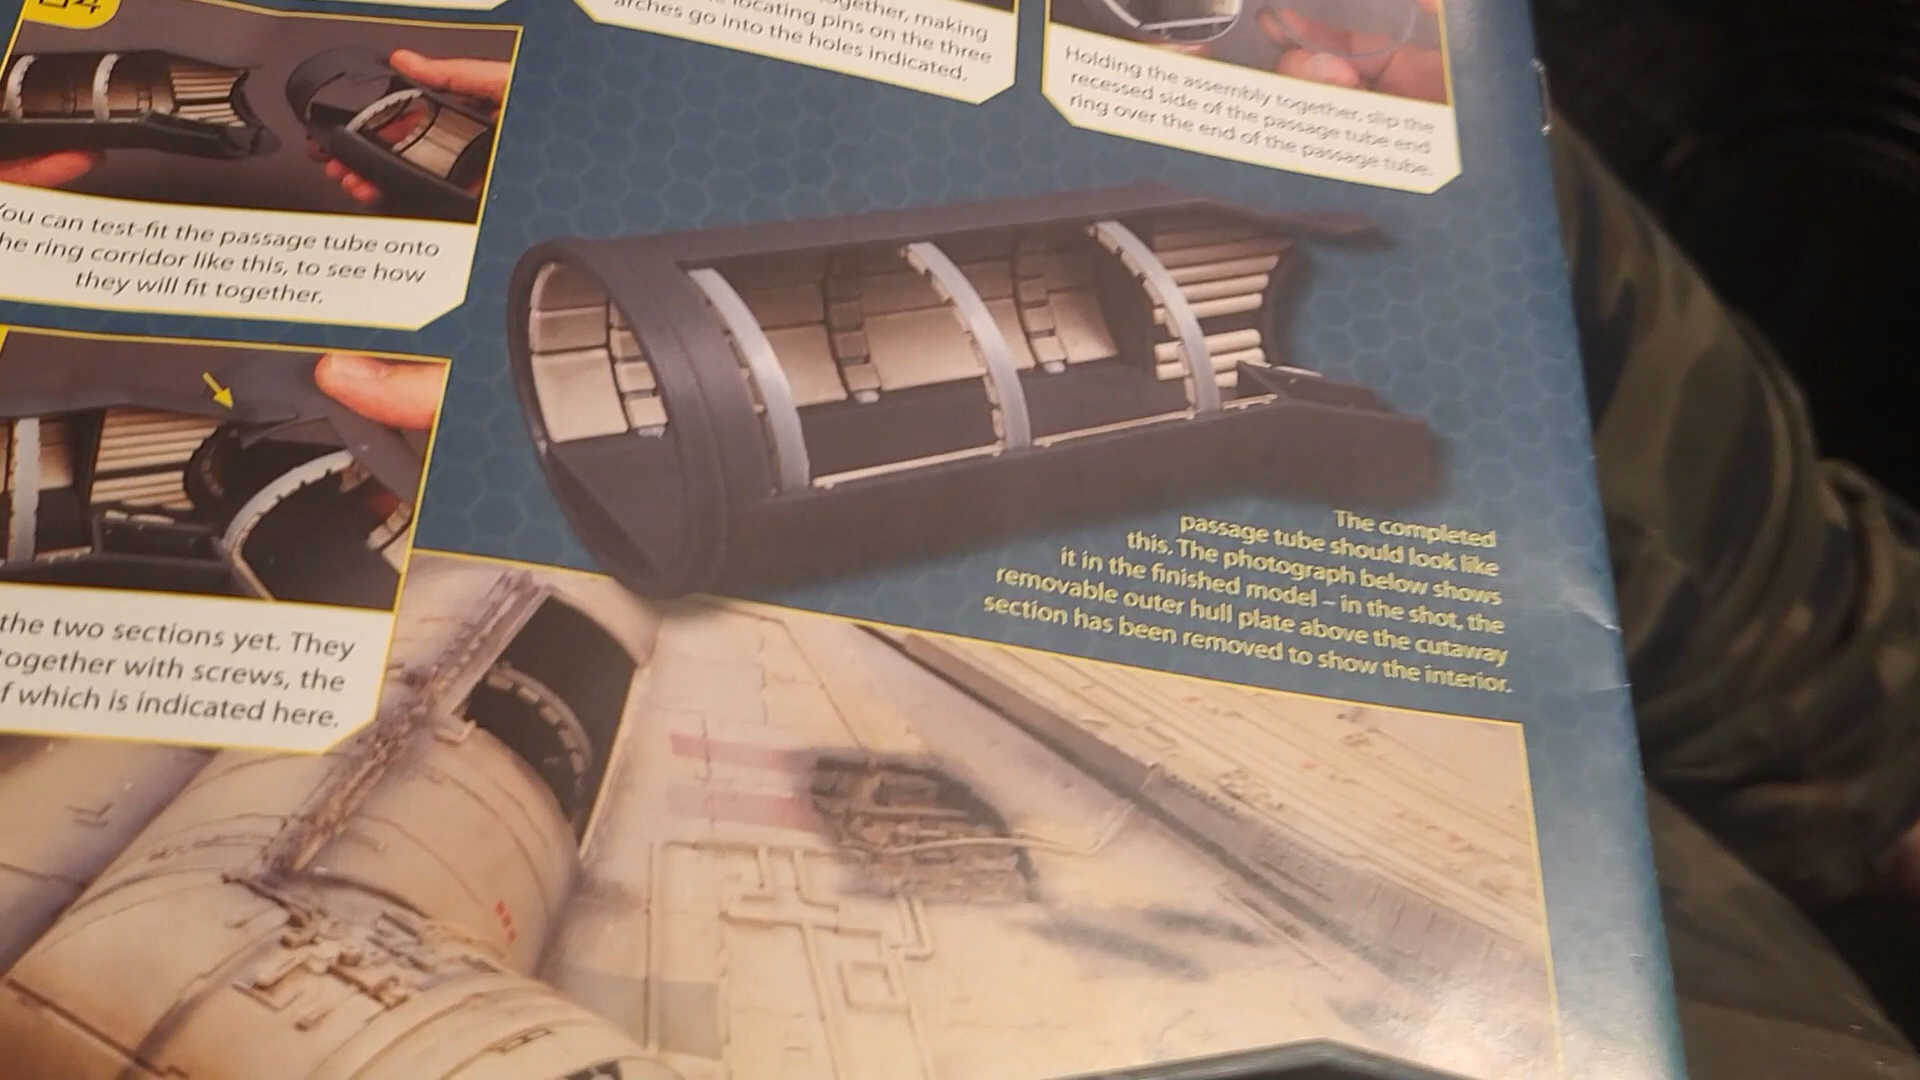 gether, making
locating pins on the three
arches go into the holes indicated.
Holding the assembly together, slip the
recessed side of the passage tube end
ring over the end of the passage tube.
You can test-fit the passage tube onto
he ring corridor like this, to see how
they will fit together.
The completed
passage tube should look like
this. The photograph below shows
it in the finished model – in the shot, the
removable outer hull plate above the cutaway
section has been removed to show the interior.
the two sections yet. They
together with screws, the
f which is indicated here.